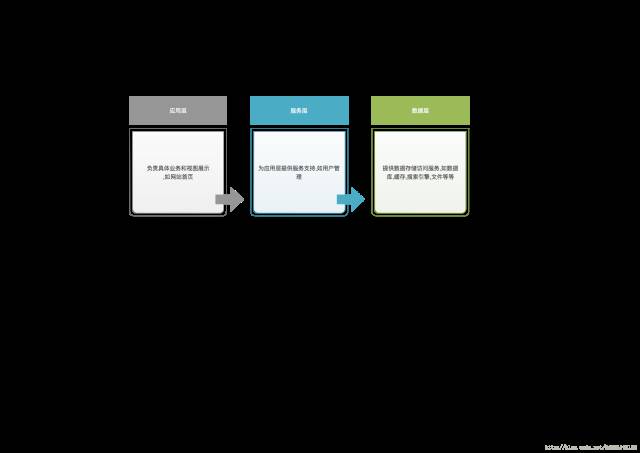 应用层
服务层
数据层
负责具体业务和视图展示
,如网站首页
为应用层提供服务支持,如用户管
理
提供数据存储访问服务,如数据
库,缓存,搜索引擎,文件等等